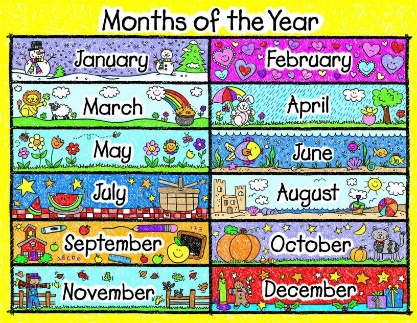 Months of the Year
January
February
March
April
May
June
July
August
September
October
November
December